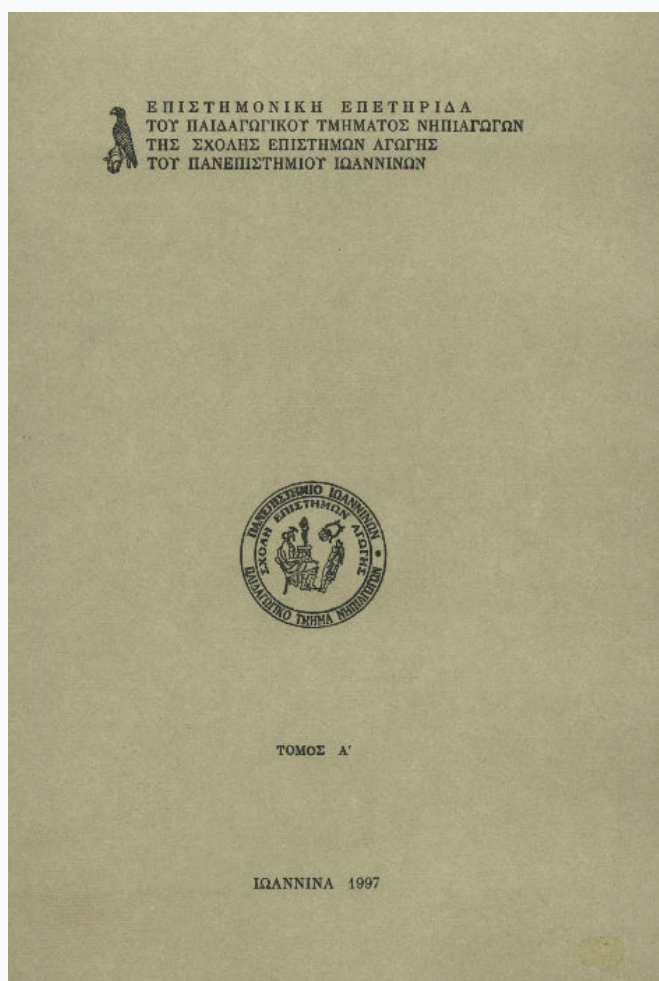 ΕΠΙΣΤΗΜΟΝΙΚΗ ΕΠΕΤΗΡΙΔΑ
ΤΟΥ ΠΑΙΔΑΓΩΓΙΚΟΥ ΤΜΗΜΑΤΟΣ ΝΗΠΙΑΓΩΓΩΝ
ΤΗΣ ΣΧΟΛΗΣ ΕΠΙΣΤΗΜΩΝ ΑΓΩΓΗΣ
ΤΟΥ ΠΑΝΕΠΙΣΤΗΜΙΟΥ ΙΩΑΝΝΙΝΩΝ
ΠΑΝΕΠΙΣΤΗΜΙΟ ΙΩΑΝΝΙΝΩΝ
ΣΧΟΛΗ ΕΠΙΣΤΗΜΩΝ ΑΓΩΓΗΣ
ΠΑΙΔΑΓΩΓΙΚΟ ΤΜΗΜΑ ΝΗΠΙΑΓΩΓΩΝ
ΤΟΜΟΣ Α΄
ΙΩΑΝΝΙΝΑ 1997